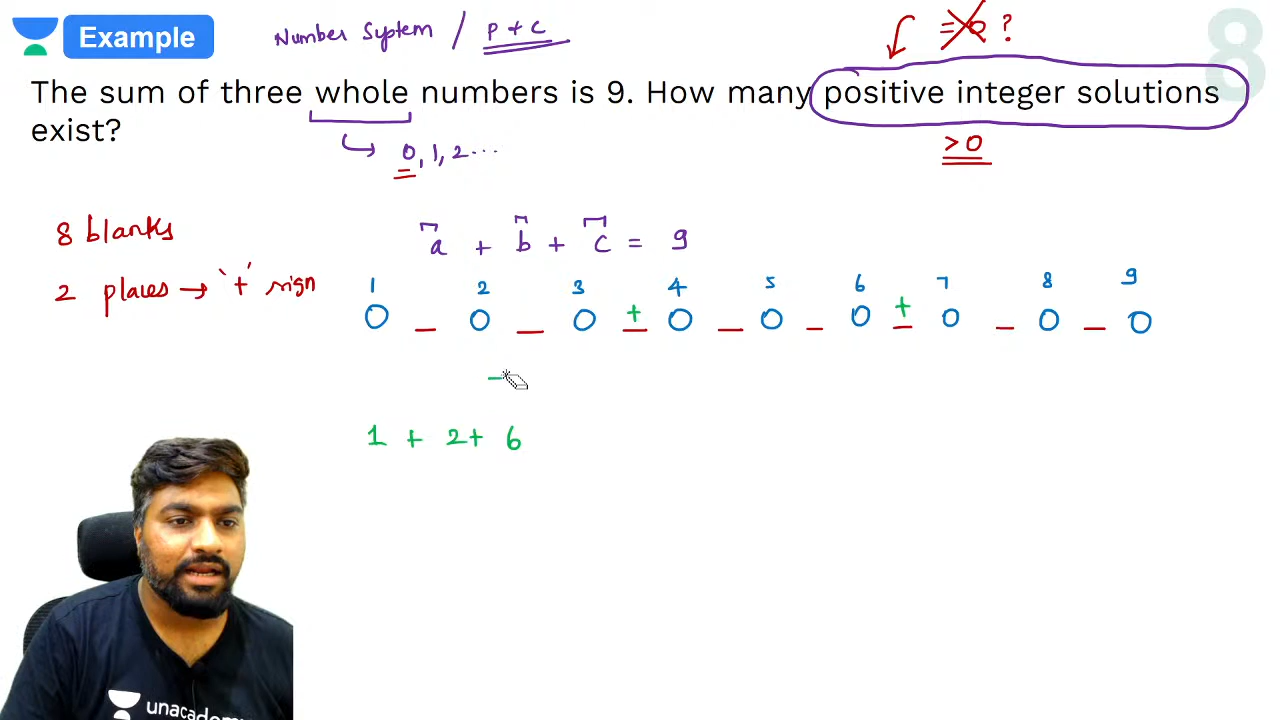 Example
Number System / P + C
= 0 ?
8
The sum of three whole numbers is 9. How many positive integer solutions
exist?
0, 1, 2 ...
> 0
8 blanks
a + b + c = 9
2 places → '+' sign
1 2 3 4 5 6 7 8 9
0 _ 0 _ 0 + 0 _ 0 _ 0 + 0 _ 0 _ 0
1 + 2 + 6
unacade